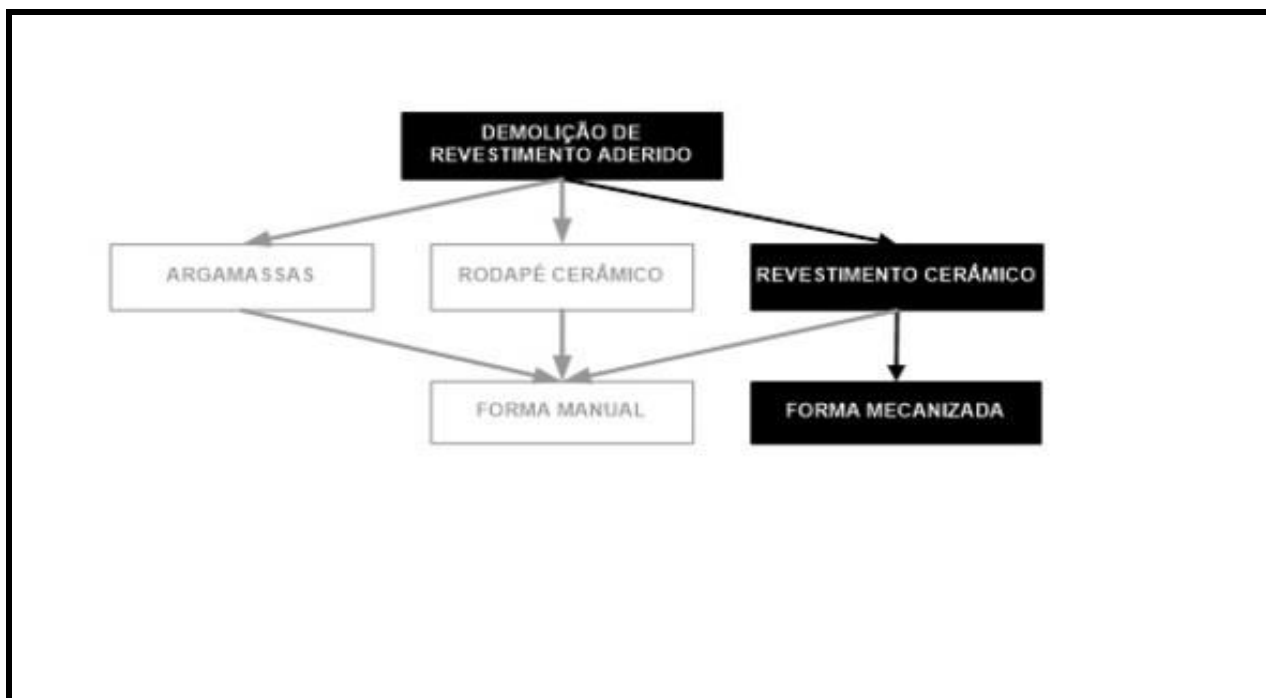 DEMOLIÇÃO DE
REVESTIMENTO ADERIDO
ARGAMASSAS
RODAPÉ CERÂMICO
REVESTIMENTO CERÂMICO
FORMA MANUAL
FORMA MECANIZADA